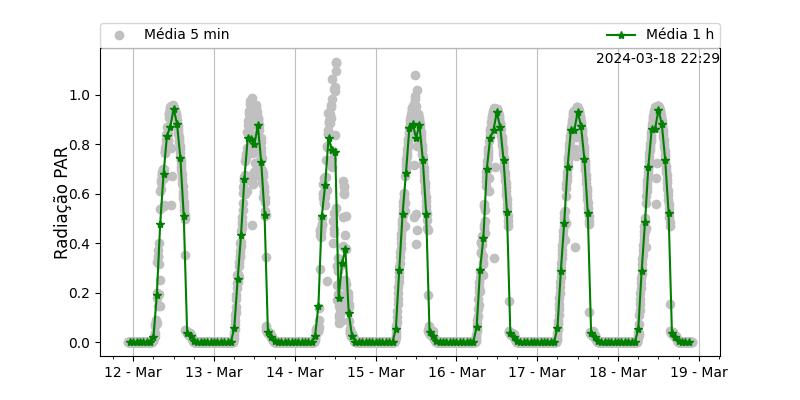 Média 5 min
Média 1 h
2024-03-18 22:29
Radiação PAR
1.0
0.8
0.6
0.4
0.2
0.0
12 - Mar
13 - Mar
14 - Mar
15 - Mar
16 - Mar
17 - Mar
18 - Mar
19 - Mar